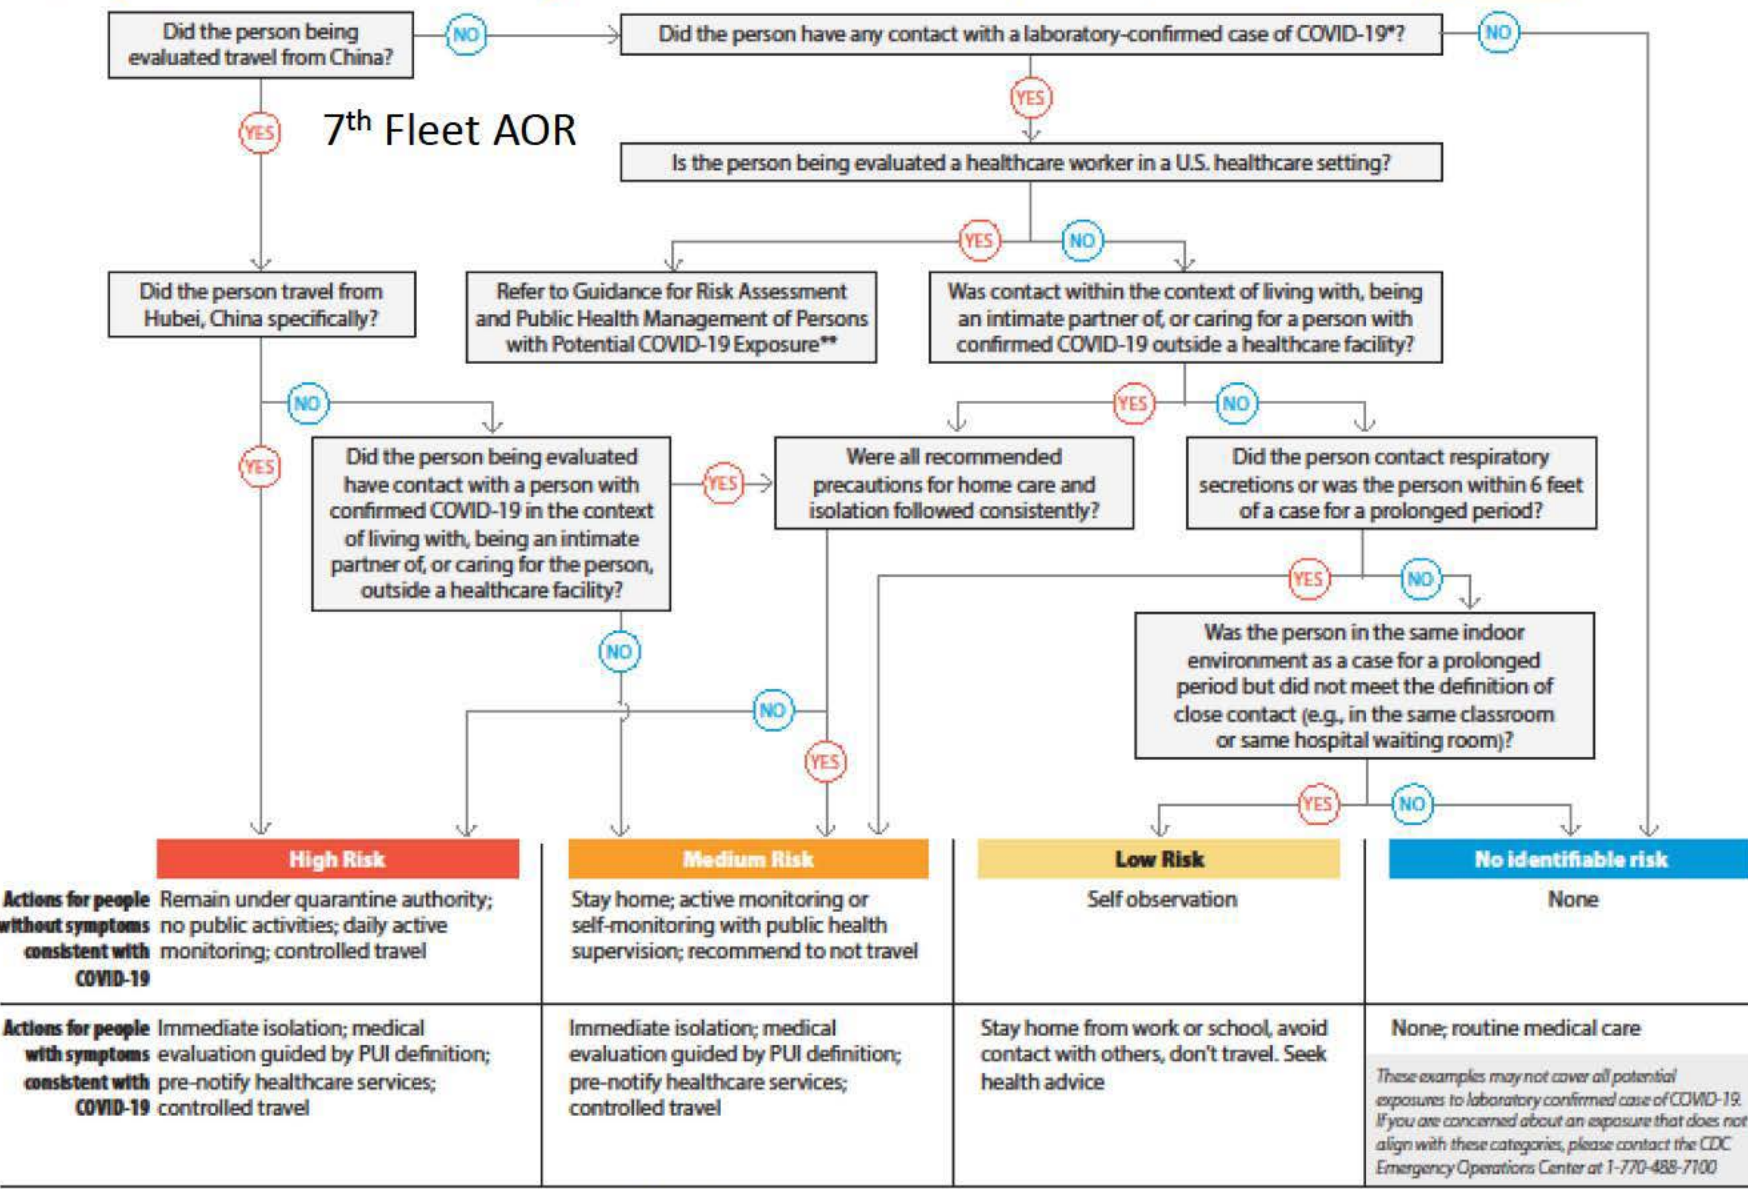 Did the person being
evaluated travel from China?
NO
Did the person have any contact with a laboratory-confirmed case of COVID-19*?
NO
YES
7th Fleet AOR
YES
Is the person being evaluated a healthcare worker in a U.S. healthcare setting?
YES
NO
Did the person travel from
Hubei, China specifically?
Refer to Guidance for Risk Assessment
and Public Health Management of Persons
with Potential COVID-19 Exposure**
Was contact within the context of living with, being
an intimate partner of, or caring for a person with
confirmed COVID-19 outside a healthcare facility?
NO
YES
YES
NO
Did the person being evaluated
have contact with a person with
confirmed COVID-19 in the context
of living with, being an intimate
partner of, or caring for the person,
outside a healthcare facility?
YES
Were all recommended
precautions for home care and
isolation followed consistently?
Did the person contact respiratory
secretions or was the person within 6 feet
of a case for a prolonged period?
YES
NO
NO
Was the person in the same indoor
environment as a case for a prolonged
period but did not meet the definition of
close contact (e.g., in the same classroom
or same hospital waiting room)?
NO
YES
YES
NO
High Risk
Medium Risk
Low Risk
No identifiable risk
Actions for people
without symptoms
consistent with
COVID-19
Remain under quarantine authority;
no public activities; daily active
monitoring; controlled travel
Stay home; active monitoring or
self-monitoring with public health
supervision; recommend to not travel
Self observation
None
Actions for people
with symptoms
consistent with
COVID-19
Immediate isolation; medical
evaluation guided by PUI definition;
pre-notify healthcare services;
controlled travel
Immediate isolation; medical
evaluation guided by PUI definition;
pre-notify healthcare services;
controlled travel
Stay home from work or school, avoid
contact with others, don't travel. Seek
health advice
None; routine medical care
These examples may not cover all potential
exposures to laboratory confirmed case of COVID-19.
If you are concerned about an exposure that does not
align with these categories, please contact the CDC
Emergency Operations Center at 1-770-488-7100